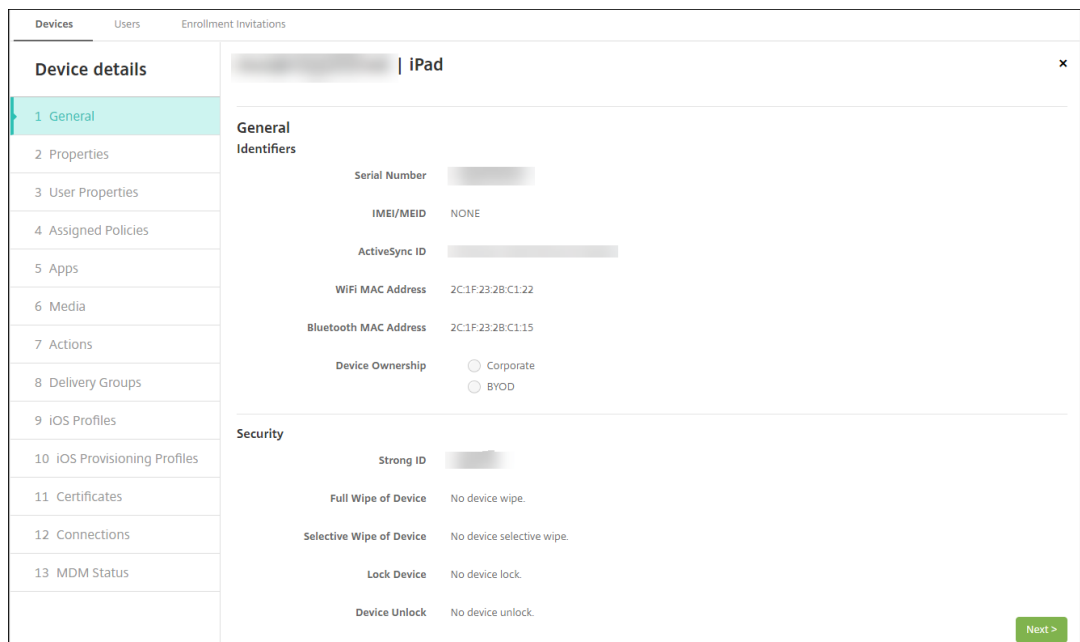 Devices Users Enrollment Invitations
Device details
| iPad
×
1 General
2 Properties
3 User Properties
4 Assigned Policies
5 Apps
6 Media
7 Actions
8 Delivery Groups
9 iOS Profiles
10 iOS Provisioning Profiles
11 Certificates
12 Connections
13 MDM Status
General
Identifiers
Serial Number
IMEI/MEID NONE
ActiveSync ID
WiFi MAC Address 2C:1F:23:2B:C1:22
Bluetooth MAC Address 2C:1F:23:2B:C1:15
Device Ownership Corporate
BYOD
Security
Strong ID
Full Wipe of Device No device wipe.
Selective Wipe of Device No device selective wipe.
Lock Device No device lock.
Device Unlock No device unlock.
Next >